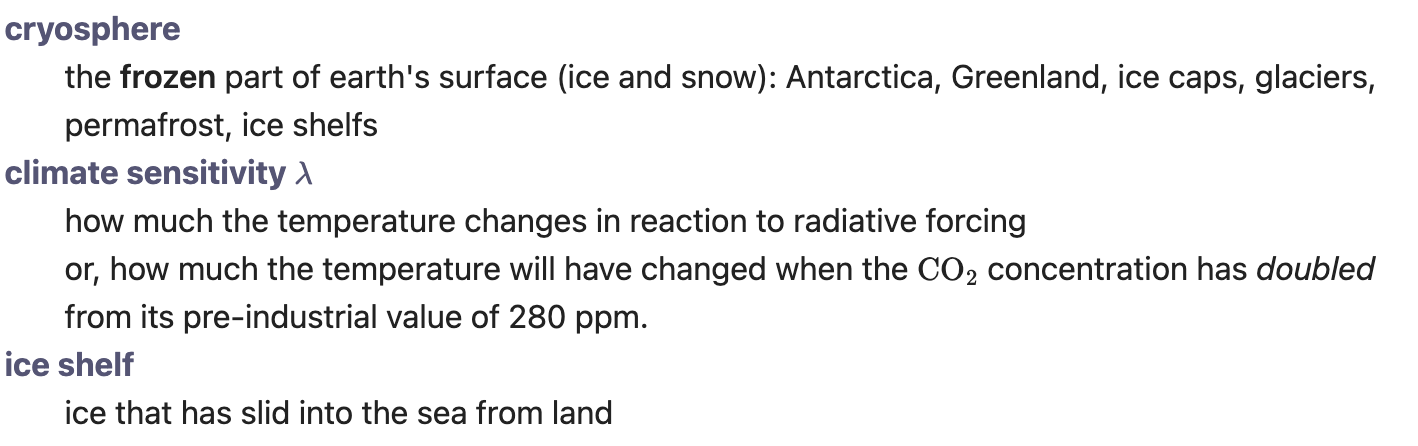 cryosphere
the frozen part of earth's surface (ice and snow): Antarctica, Greenland, ice caps, glaciers,
permafrost, ice shelfs
climate sensitivity λ
how much the temperature changes in reaction to radiative forcing
or, how much the temperature will have changed when the CO₂ concentration has doubled
from its pre-industrial value of 280 ppm.
ice shelf
ice that has slid into the sea from land